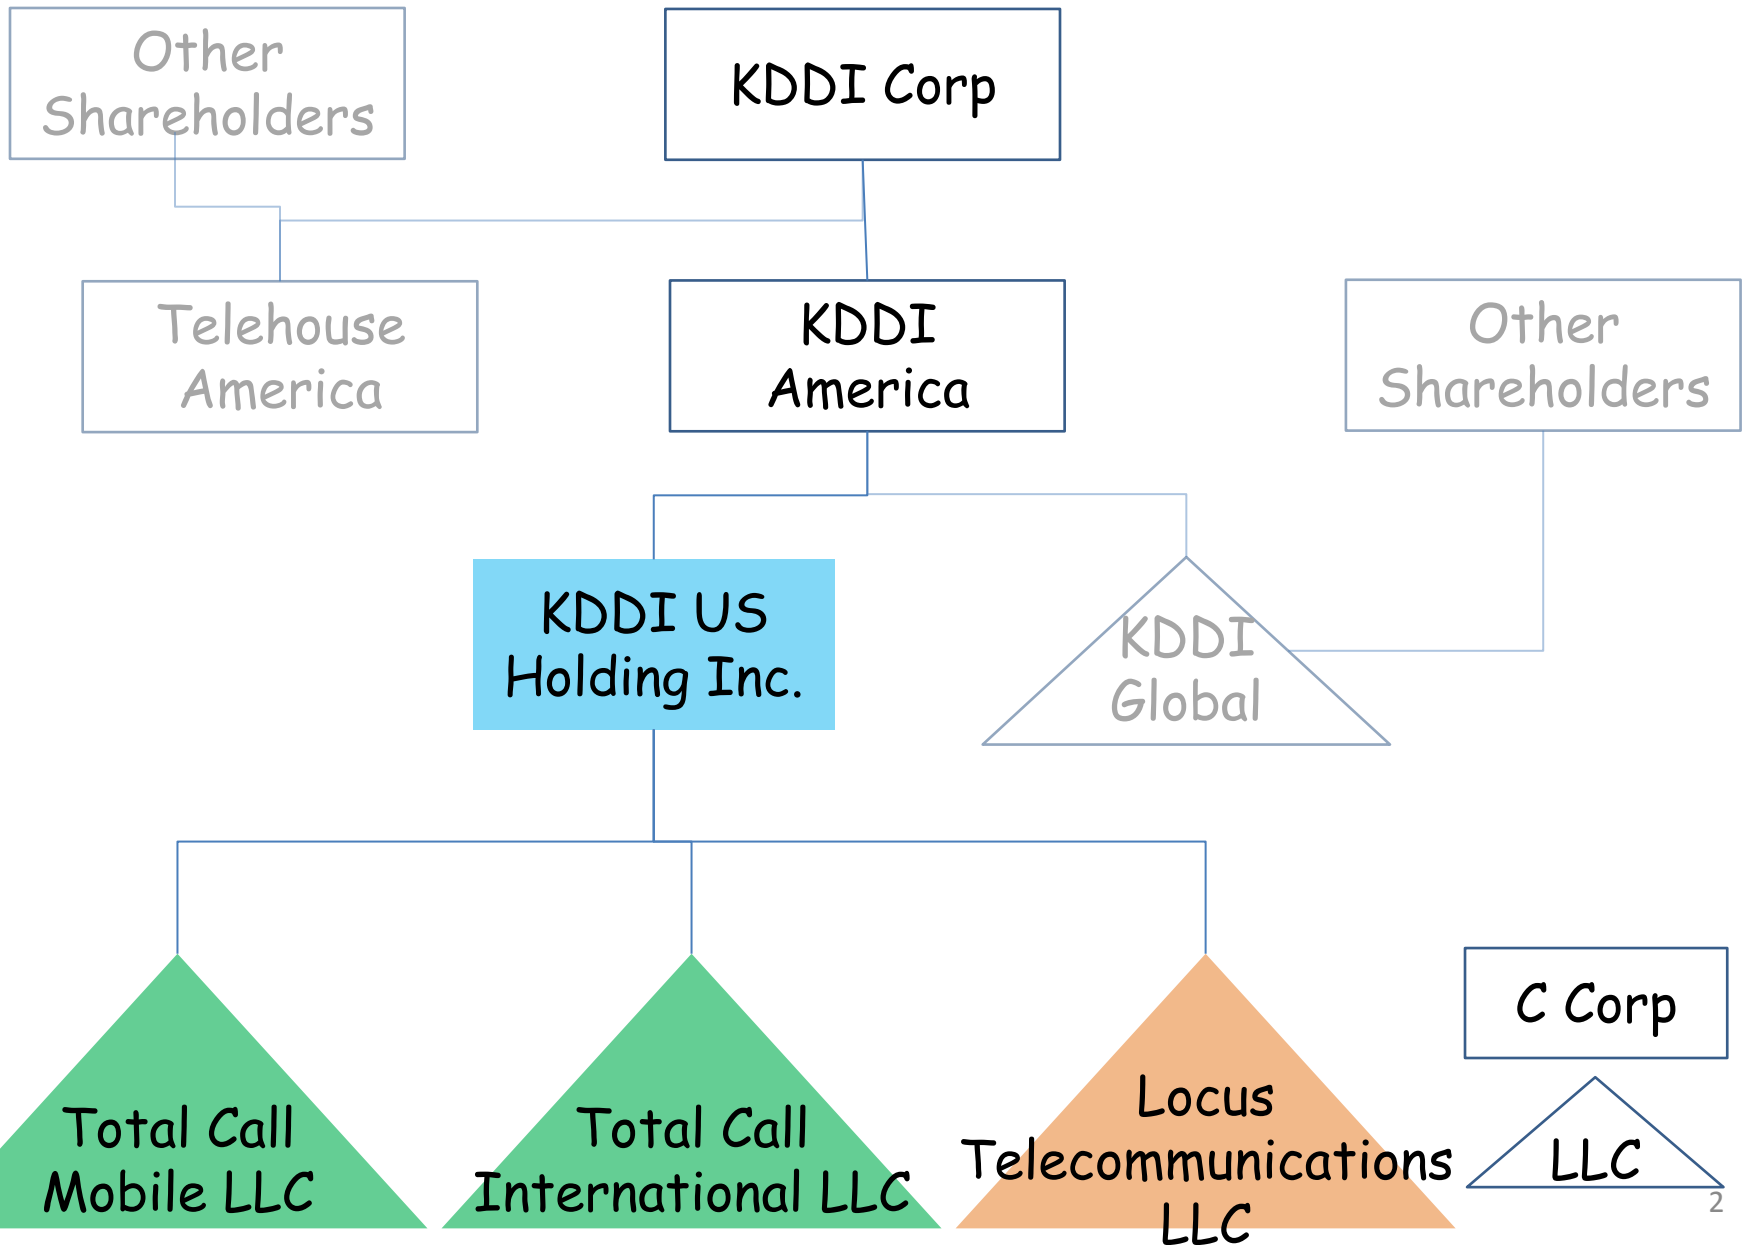 Other
Shareholders
KDDI Corp
Telehouse
America
KDDI
America
Other
Shareholders
KDDI US
Holding Inc.
KDDI
Global
Total Call
Mobile LLC
Total Call
International LLC
Locus
Telecommunications
LLC
C Corp
LLC
2